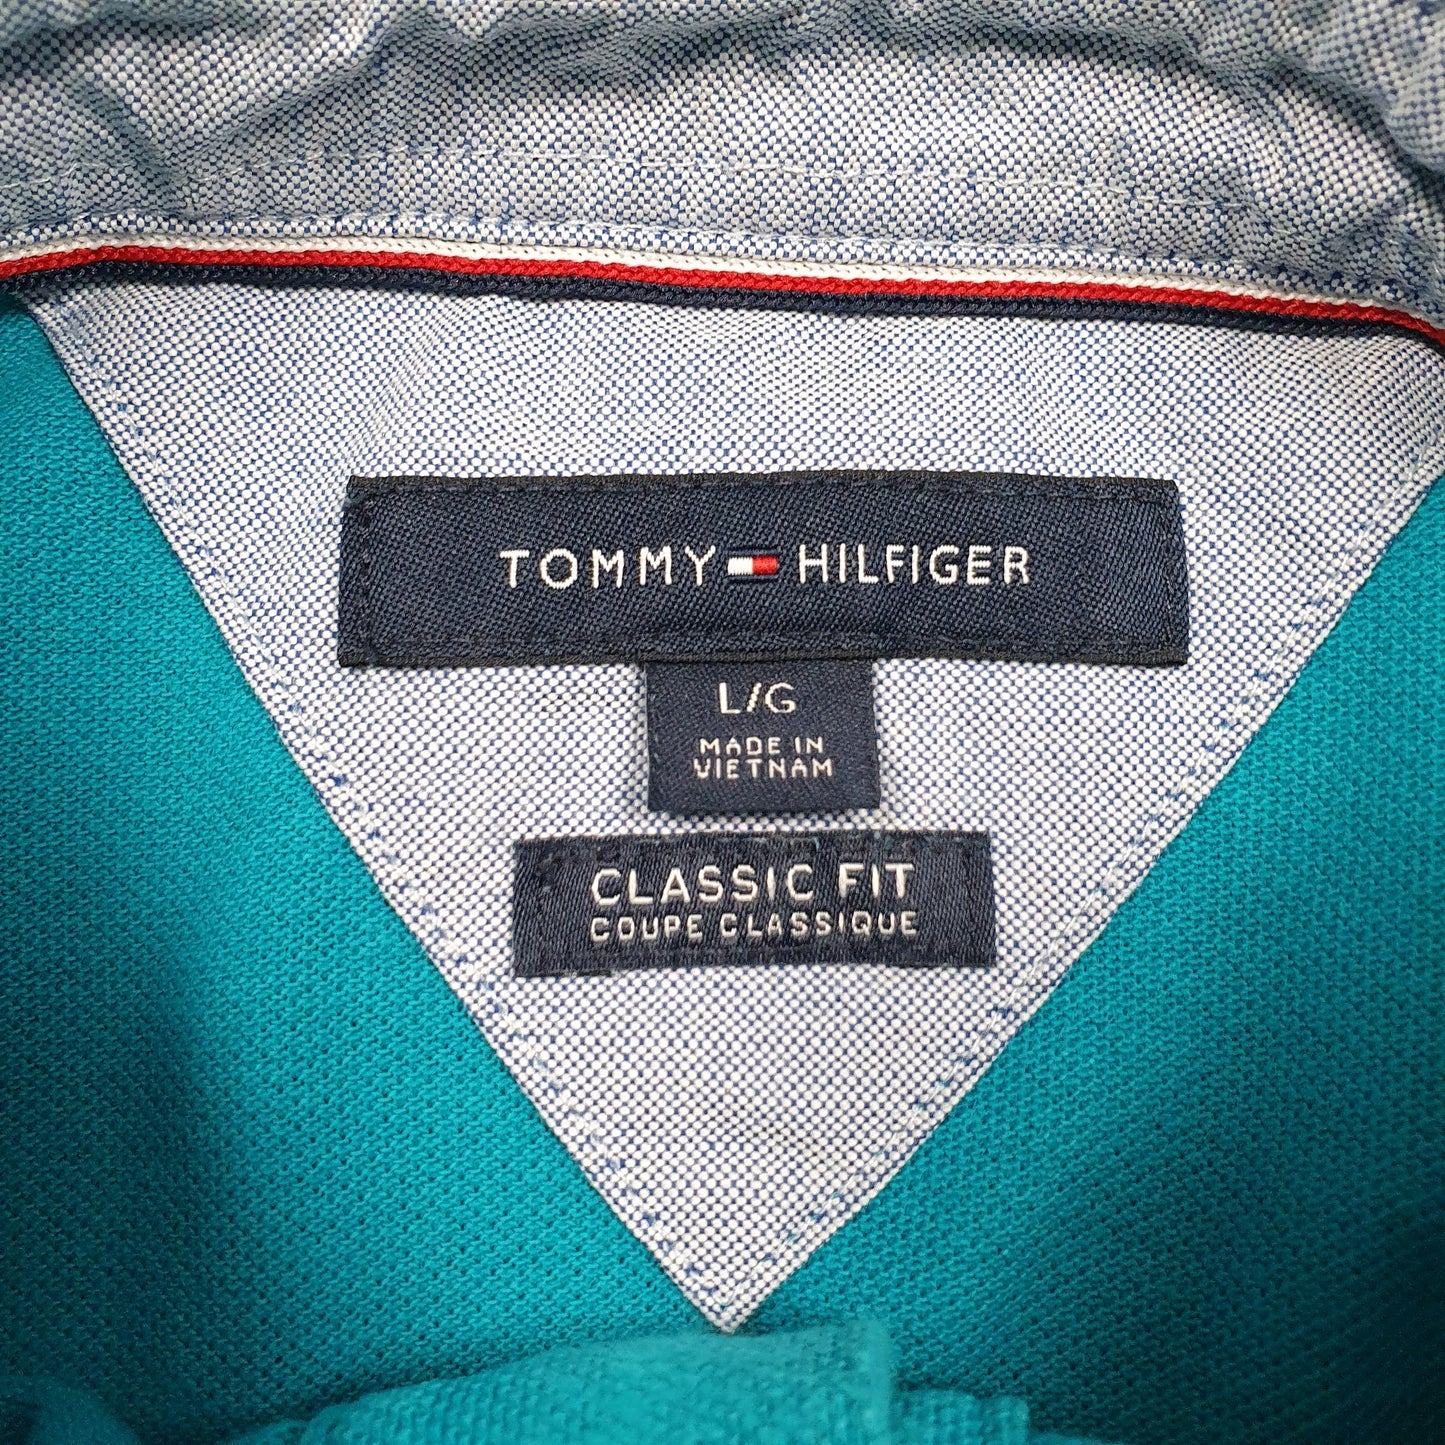 TOMMY HILFIGER
L/G
MADE IN
VIETNAM
CLASSIC FIT
COUPE CLASSIQUE